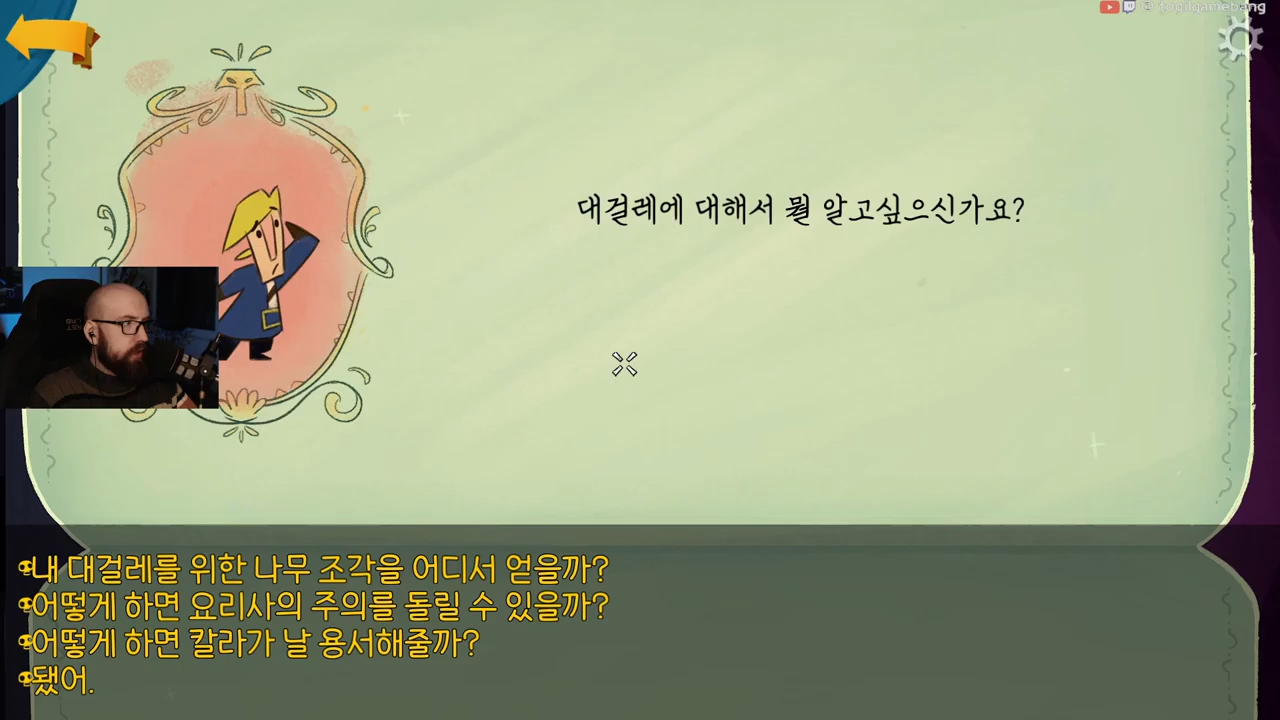 togilgamebang
대걸레에 대해서 뭘 알고싶으신가요?
내 대걸레를 위한 나무 조각을 어디서 얻을까?
어떻게 하면 요리사의 주의를 돌릴 수 있을까?
어떻게 하면 칼라가 날 용서해줄까?
됐어.